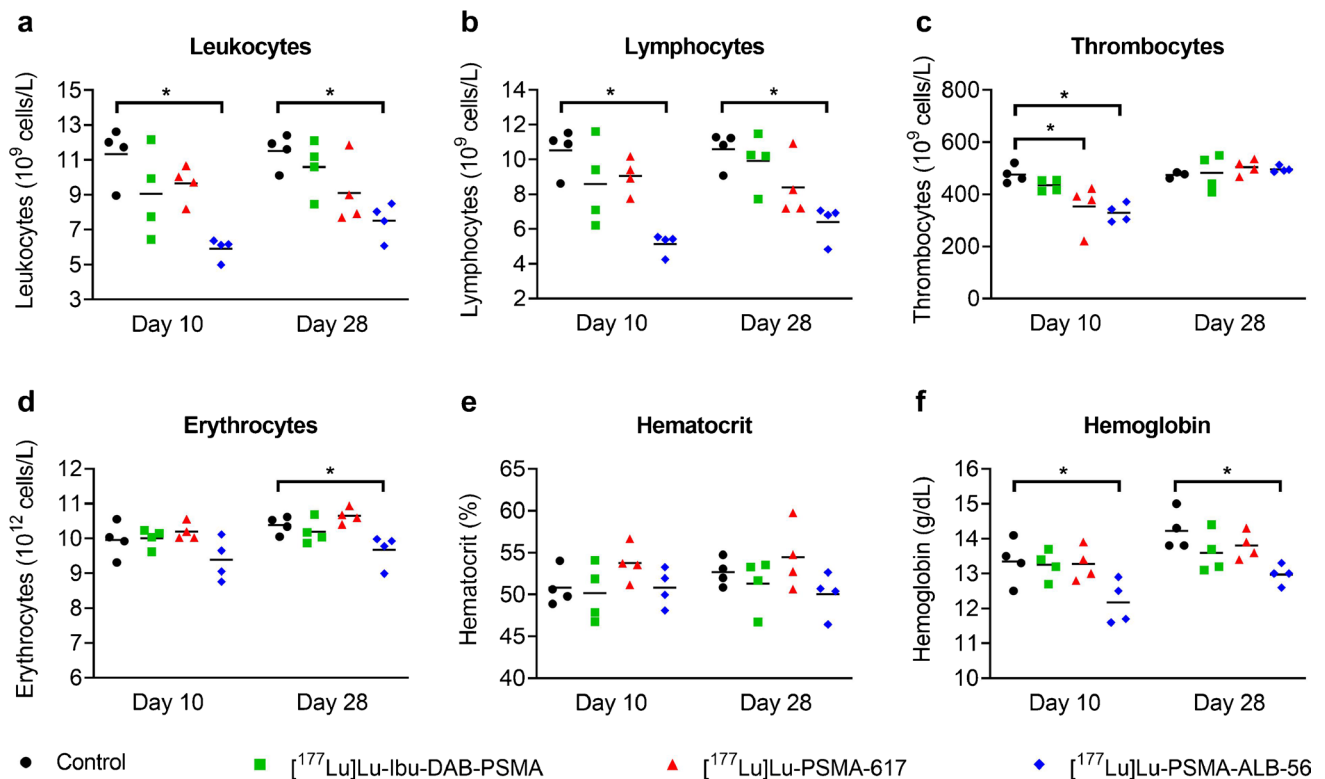 a
Leukocytes
Leukocytes (10⁹ cells/L)
15
13
11
9
7
5
3
*
*
Day 10
Day 28
b
Lymphocytes
Lymphocytes (10⁹ cells/L)
14
12
10
8
6
4
2
*
*
Day 10
Day 28
c
Thrombocytes
Thrombocytes (10⁹ cells/L)
800
600
400
200
0
*
*
Day 10
Day 28
d
Erythrocytes
Erythrocytes (10¹² cells/L)
12
11
10
9
8
7
6
*
Day 10
Day 28
e
Hematocrit
Hematocrit (%)
65
60
55
50
45
40
Day 10
Day 28
f
Hemoglobin
Hemoglobin (g/dL)
16
15
14
13
12
11
10
*
*
Day 10
Day 28
Control
[¹⁷⁷Lu]Lu-Ibu-DAB-PSMA
[¹⁷⁷Lu]Lu-PSMA-617
[¹⁷⁷Lu]Lu-PSMA-ALB-56